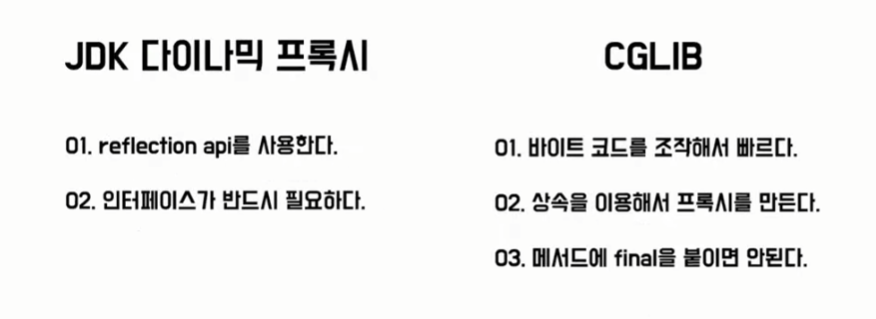 JDK 다이나믹 프록시
01. reflection api를 사용한다.
02. 인터페이스가 반드시 필요하다.
CGLIB
01. 바이트 코드를 조작해서 빠르다.
02. 상속을 이용해서 프록시를 만든다.
03. 메서드에 final을 붙이면 안된다.